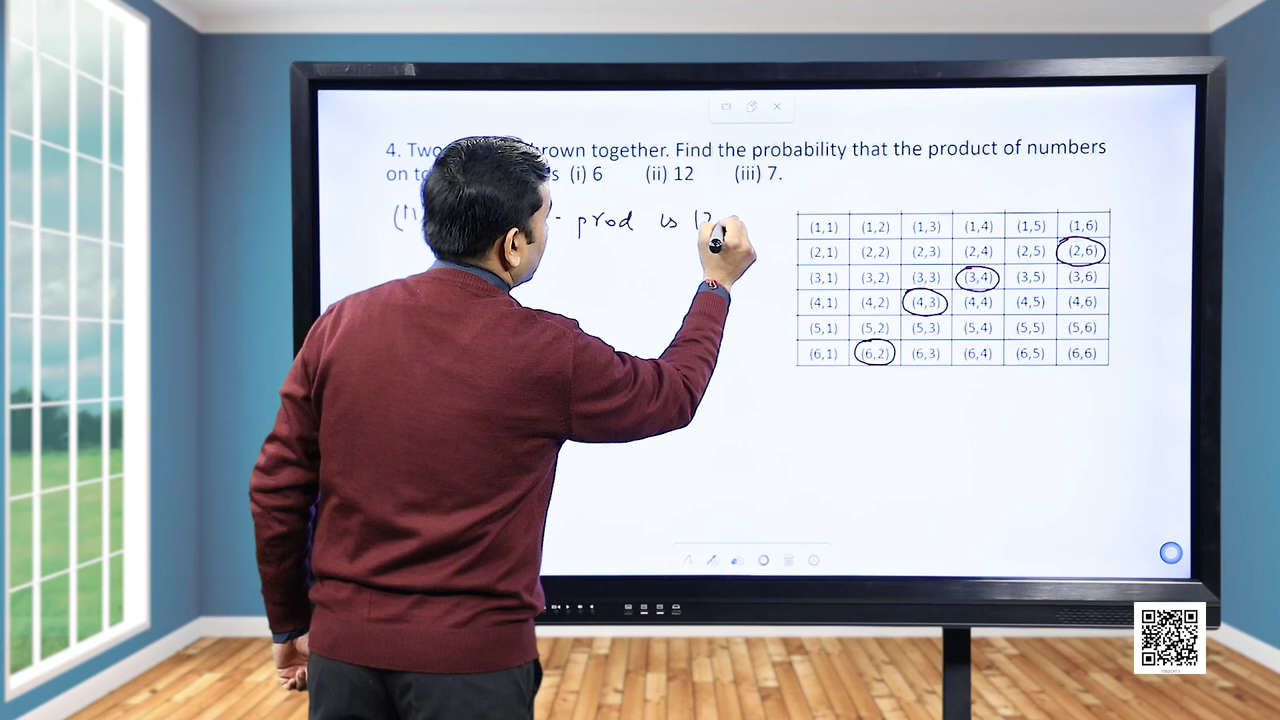 4. Two rown together. Find the probability that the product of numbers
on to s (i) 6 (ii) 12 (iii) 7.
- prod is 12
(1,1) (1,2) (1,3) (1,4) (1,5) (1,6)
(2,1) (2,2) (2,3) (2,4) (2,5) (2,6)
(3,1) (3,2) (3,3) (3,4) (3,5) (3,6)
(4,1) (4,2) (4,3) (4,4) (4,5) (4,6)
(5,1) (5,2) (5,3) (5,4) (5,5) (5,6)
(6,1) (6,2) (6,3) (6,4) (6,5) (6,6)